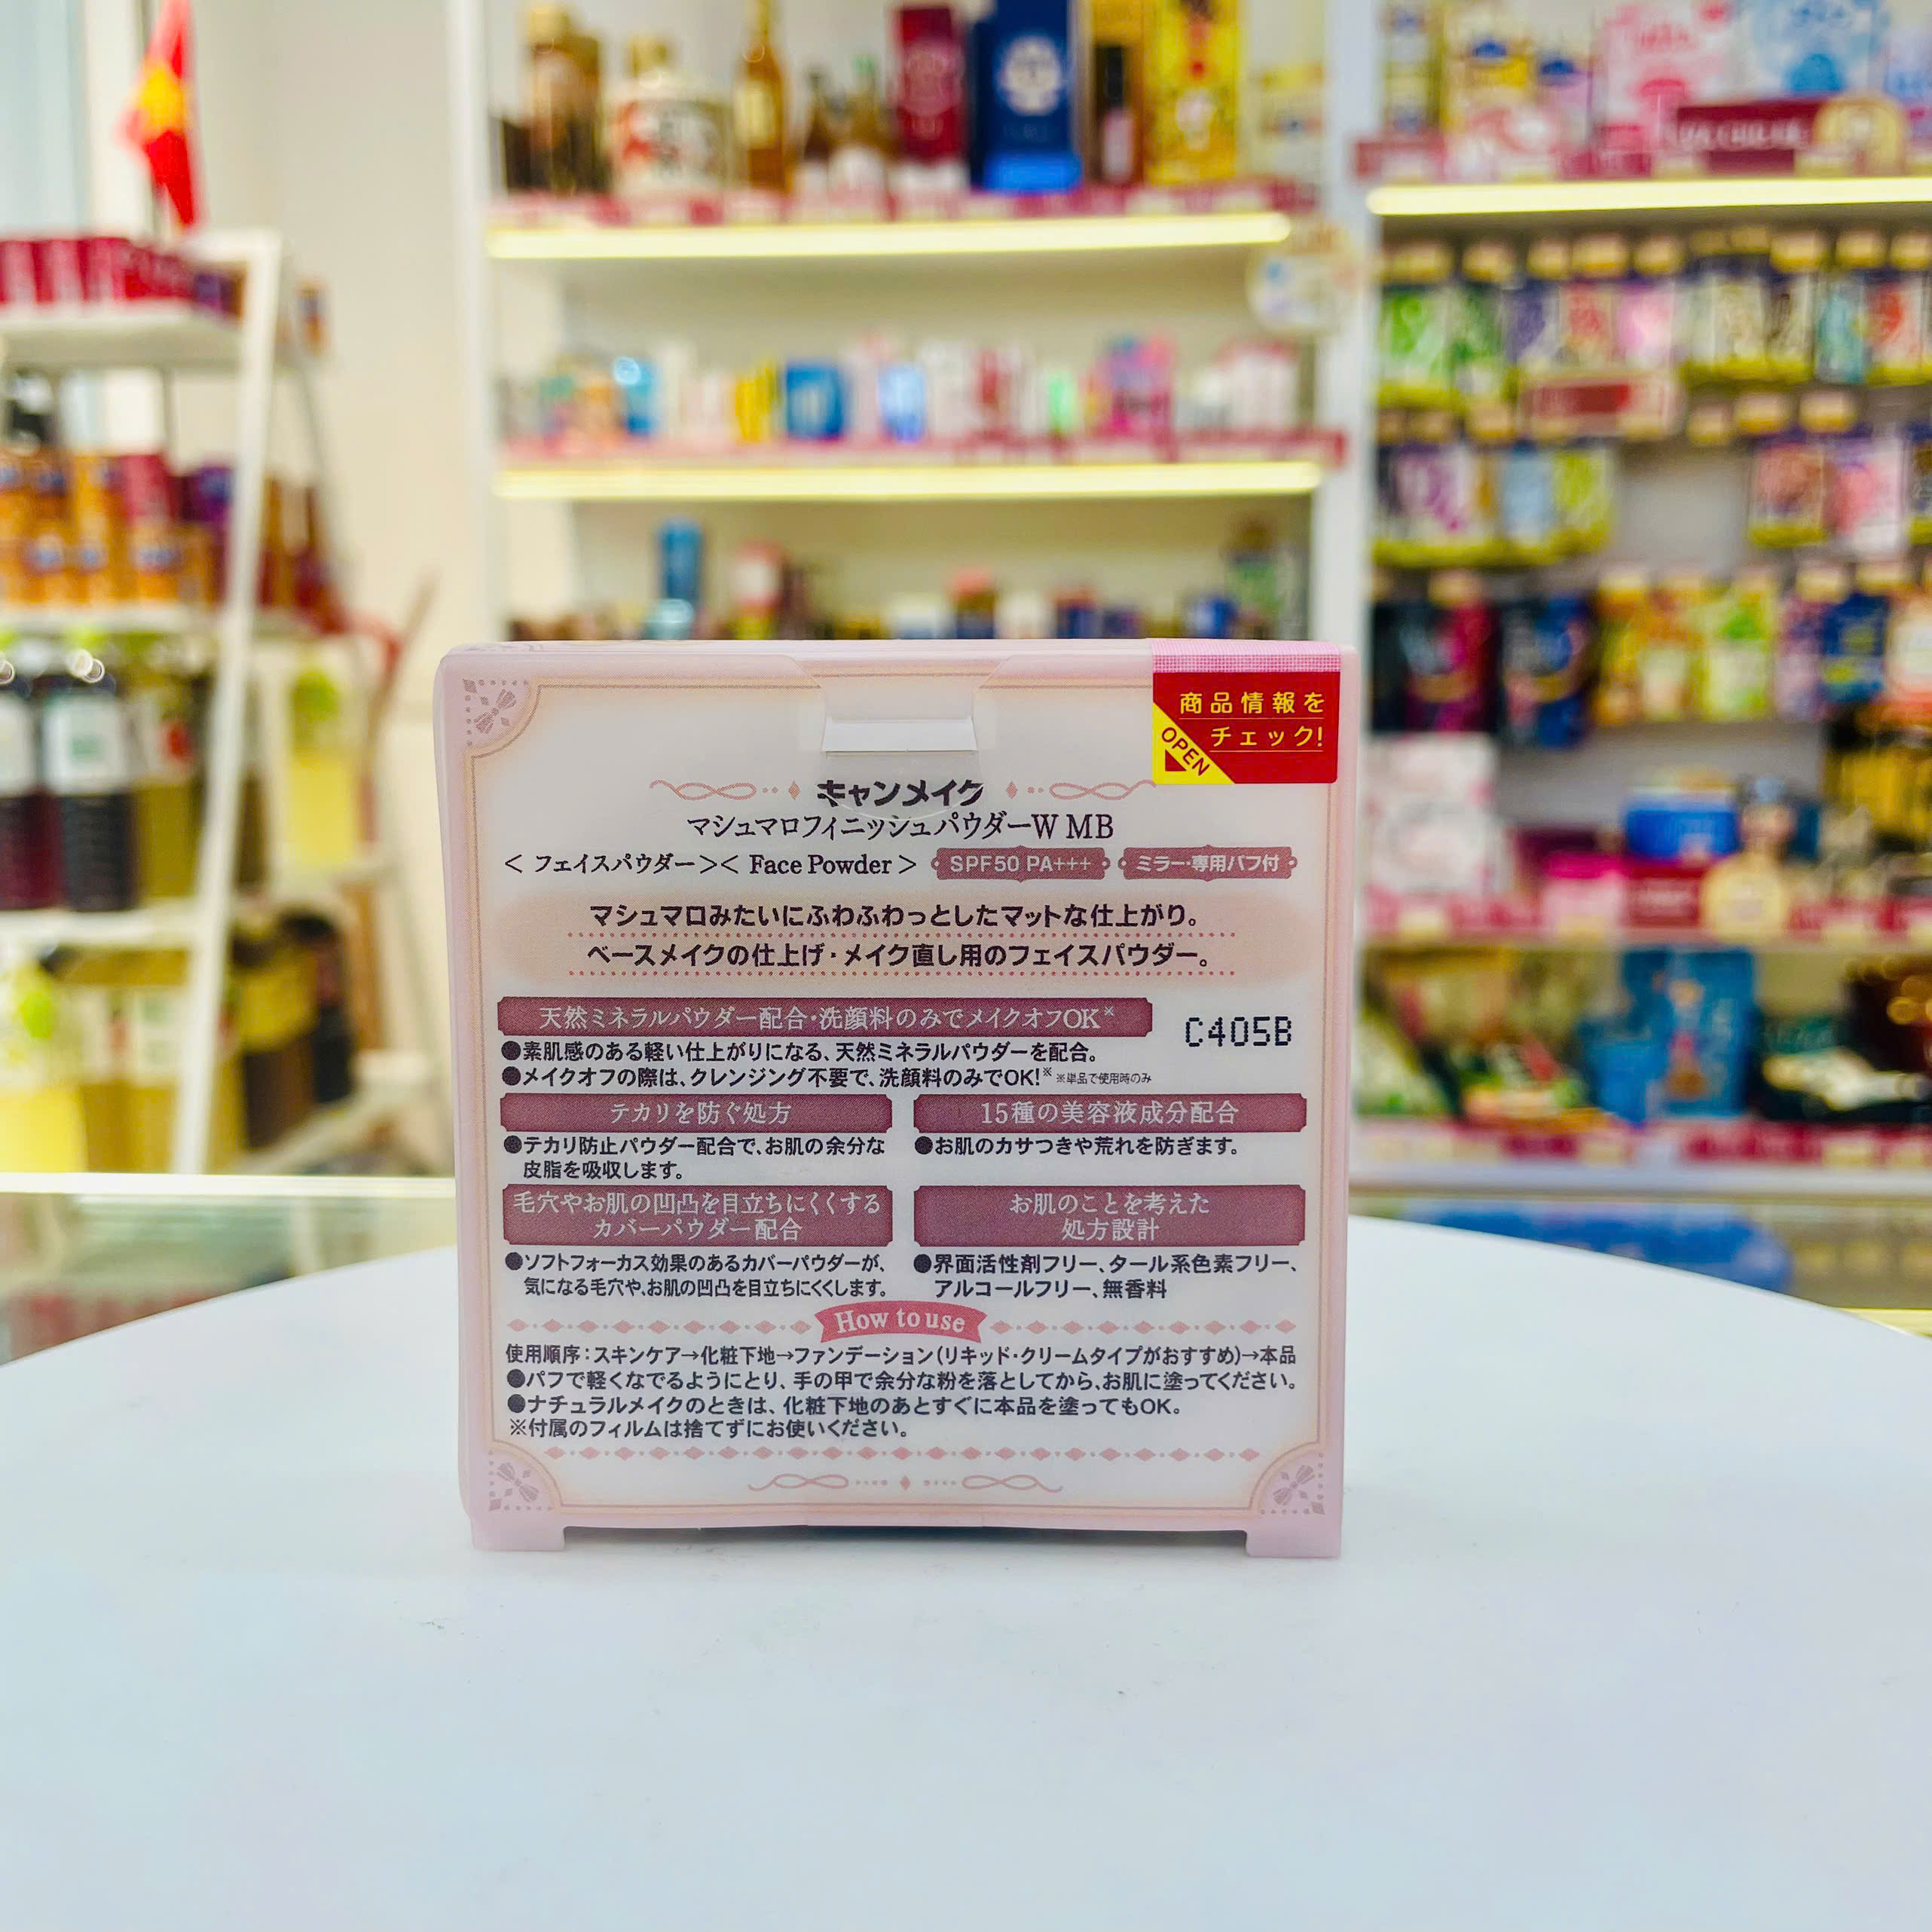 商品情報を
チェック!
OPEN
キャンメイク
マシュマロフィニッシュパウダーW MB
< フェイスパウダー >< Face Powder > SPF50 PA+++ ミラー・専用パフ付
マシュマロみたいにふわふわっとしたマットな仕上がり。
ベースメイクの仕上げ・メイク直し用のフェイスパウダー。
天然ミネラルパウダー配合・洗顔料のみでメイクオフOK※
C405B
●素肌感のある軽い仕上がりになる、天然ミネラルパウダーを配合。
●メイクオフの際は、クレンジング不要で、洗顔料のみでOK!※ ※単品で使用時のみ
テカリを防ぐ処方
●テカリ防止パウダー配合で、お肌の余分な
皮脂を吸収します。
15種の美容液成分配合
●お肌のカサつきや荒れを防ぎます。
毛穴やお肌の凹凸を目立ちにくくする
カバーパウダー配合
●ソフトフォーカス効果のあるカバーパウダーが、
気になる毛穴や、お肌の凹凸を目立ちにくくします。
お肌のことを考えた
処方設計
●界面活性剤フリー、タール系色素フリー、
アルコールフリー、無香料
How to use
使用順序:スキンケア→化粧下地→ファンデーション(リキッド・クリームタイプがおすすめ)→本品
●パフで軽くなでるようにとり、手の甲で余分な粉を落としてから、お肌に塗ってください。
●ナチュラルメイクのときは、化粧下地のあとすぐに本品を塗ってもOK。
※付属のフィルムは捨てずにお使いください。